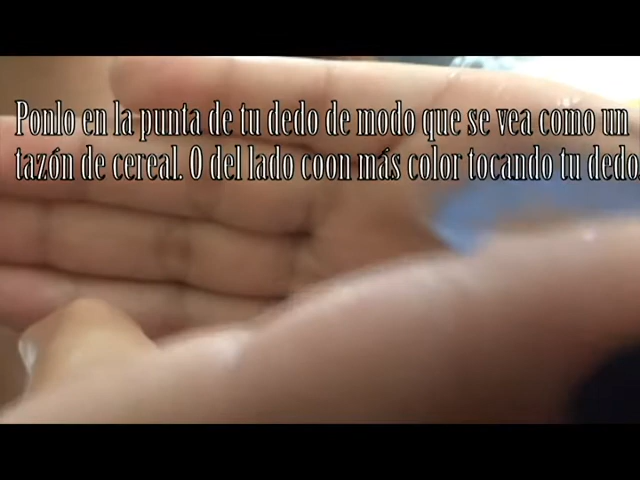 Ponlo en la punta de tu dedo de modo que se vea como un
tazón de cereal. O del lado coon más color tocando tu dedo.